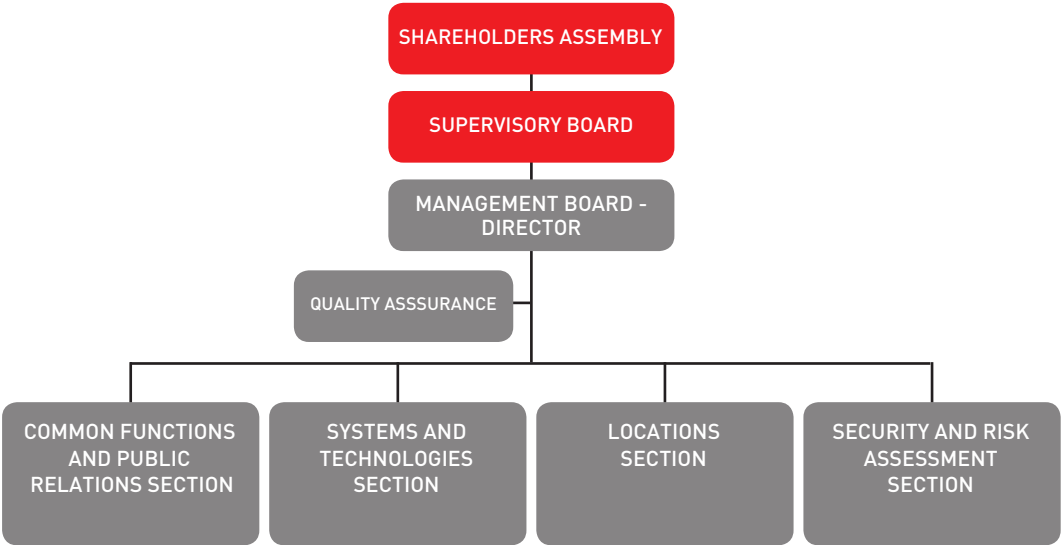 SHAREHOLDERS ASSEMBLY
SUPERVISORY BOARD
MANAGEMENT BOARD -
DIRECTOR
QUALITY ASSSURANCE
COMMON FUNCTIONS
AND PUBLIC
RELATIONS SECTION
SYSTEMS AND
TECHNOLOGIES
SECTION
LOCATIONS
SECTION
SECURITY AND RISK
ASSESSMENT
SECTION